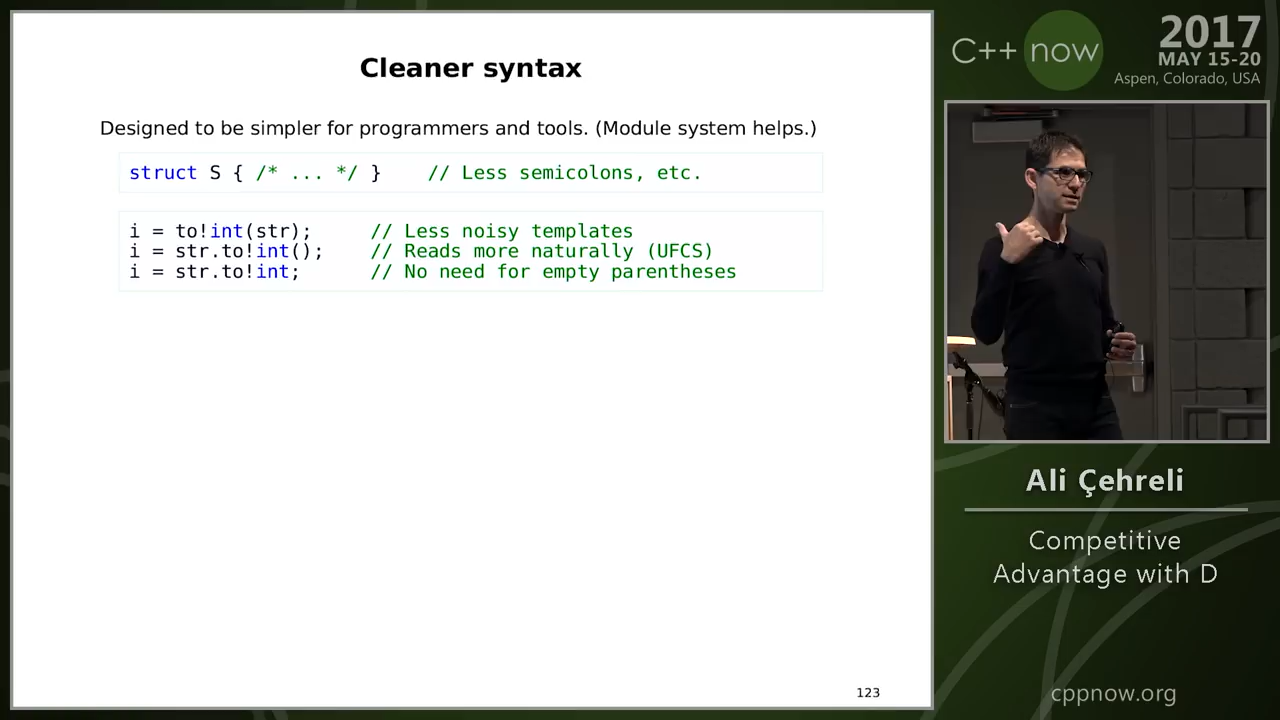 Cleaner syntax
Designed to be simpler for programmers and tools. (Module system helps.)
struct S { /* ... */ }    // Less semicolons, etc.
i = to!int(str);     // Less noisy templates
i = str.to!int();    // Reads more naturally (UFCS)
i = str.to!int;      // No need for empty parentheses
123
C++ now
2017
MAY 15-20
Aspen, Colorado, USA
Ali Çehreli
Competitive
Advantage with D
cppnow.org